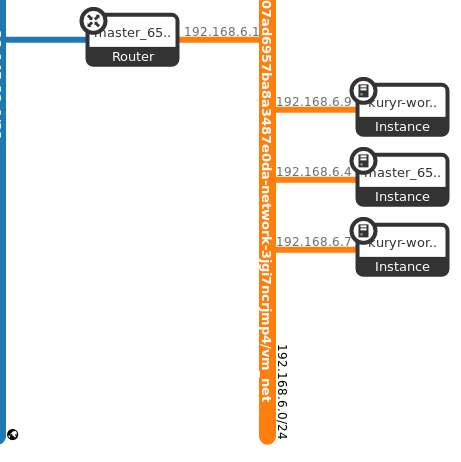 master_65..
Router
192.168.6.1
07ad6957ba8a3487e0da-network-3jgi7ncrjmp4/vm_net
192.168.6.9
kuryr-wor..
Instance
192.168.6.4
master_65..
Instance
192.168.6.7
kuryr-wor..
Instance
192.168.6.0/24